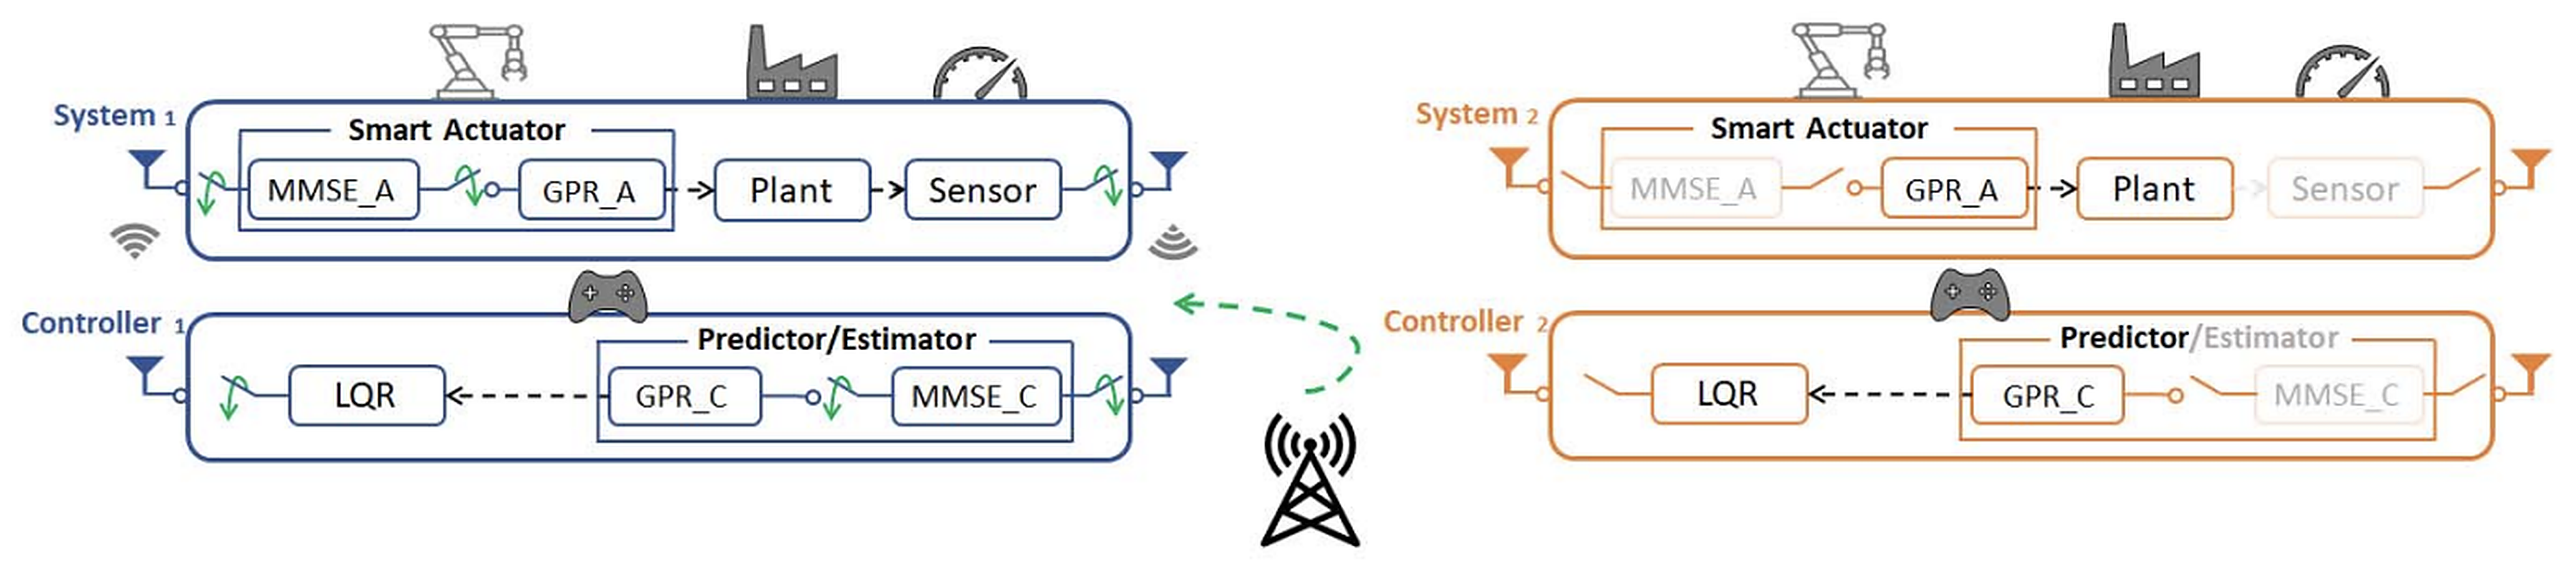 System 1
Smart Actuator
MMSE_A
GPR_A
Plant
Sensor
Controller 1
Predictor/Estimator
LQR
GPR_C
MMSE_C
System 2
Smart Actuator
MMSE_A
GPR_A
Plant
Sensor
Controller 2
Predictor/Estimator
LQR
GPR_C
MMSE_C